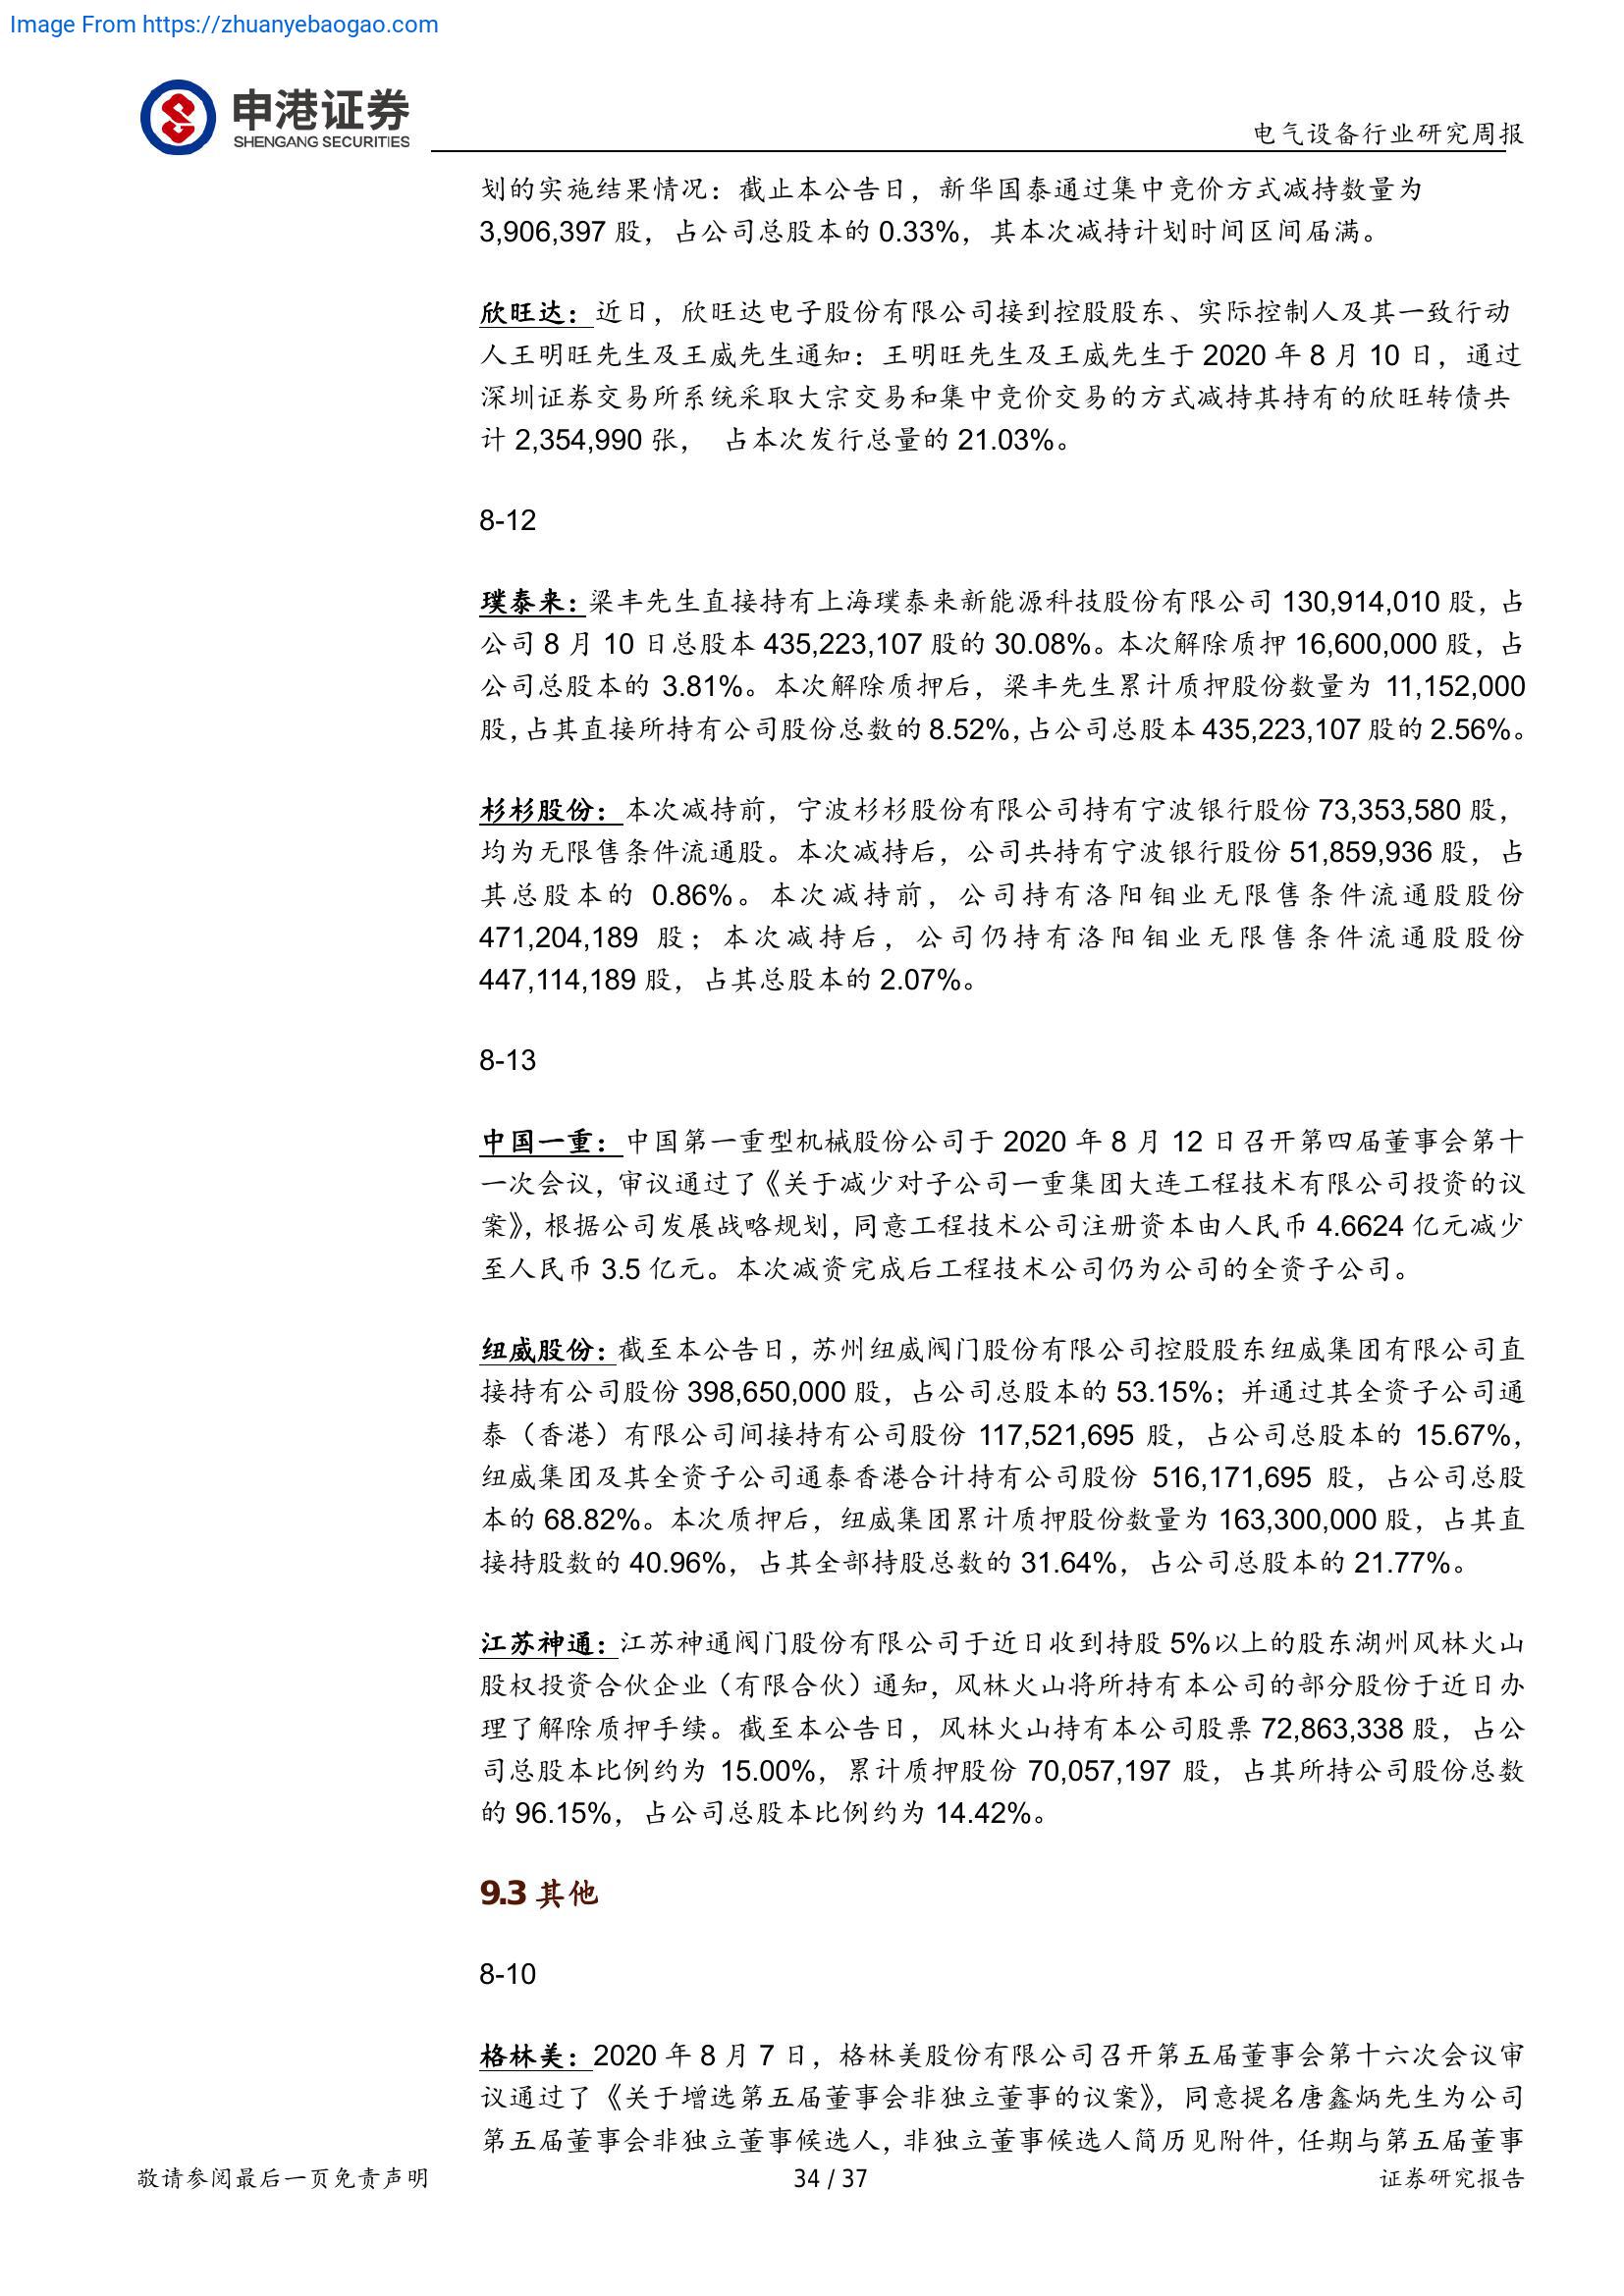 Image From https://zhuanyebaogao.com
申港证券
SHENGANG SECURITIES
电气设备行业研究周报
划的实施结果情况：截止本公告日，新华国泰通过集中竞价方式减持数量为
3,906,397 股，占公司总股本的 0.33%，其本次减持计划时间区间届满。
欣旺达：近日，欣旺达电子股份有限公司接到控股股东、实际控制人及其一致行动
人王明旺先生及王威先生通知：王明旺先生及王威先生于 2020 年 8 月 10 日，通过
深圳证券交易所系统采取大宗交易和集中竞价交易的方式减持其持有的欣旺转债共
计 2,354,990 张， 占本次发行总量的 21.03%。
8-12
璞泰来：梁丰先生直接持有上海璞泰来新能源科技股份有限公司 130,914,010 股，占
公司 8 月 10 日总股本 435,223,107 股的 30.08%。本次解除质押 16,600,000 股，占
公司总股本的 3.81%。本次解除质押后，梁丰先生累计质押股份数量为 11,152,000
股，占其直接所持有公司股份总数的 8.52%，占公司总股本 435,223,107 股的 2.56%。
杉杉股份：本次减持前，宁波杉杉股份有限公司持有宁波银行股份 73,353,580 股，
均为无限售条件流通股。本次减持后，公司共持有宁波银行股份 51,859,936 股，占
其总股本的 0.86%。本次减持前，公司持有洛阳钼业无限售条件流通股股份
471,204,189 股；本次减持后，公司仍持有洛阳钼业无限售条件流通股股份
447,114,189 股，占其总股本的 2.07%。
8-13
中国一重：中国第一重型机械股份公司于 2020 年 8 月 12 日召开第四届董事会第十
一次会议，审议通过了《关于减少对子公司一重集团大连工程技术有限公司投资的议
案》，根据公司发展战略规划，同意工程技术公司注册资本由人民币 4.6624 亿元减少
至人民币 3.5 亿元。本次减资完成后工程技术公司仍为公司的全资子公司。
纽威股份：截至本公告日，苏州纽威阀门股份有限公司控股股东纽威集团有限公司直
接持有公司股份 398,650,000 股，占公司总股本的 53.15%；并通过其全资子公司通
泰（香港）有限公司间接持有公司股份 117,521,695 股，占公司总股本的 15.67%，
纽威集团及其全资子公司通泰香港合计持有公司股份 516,171,695 股，占公司总股
本的 68.82%。本次质押后，纽威集团累计质押股份数量为 163,300,000 股，占其直
接持股数的 40.96%，占其全部持股总数的 31.64%，占公司总股本的 21.77%。
江苏神通：江苏神通阀门股份有限公司于近日收到持股 5%以上的股东湖州风林火山
股权投资合伙企业（有限合伙）通知，风林火山将所持有本公司的部分股份于近日办
理了解除质押手续。截至本公告日，风林火山持有本公司股票 72,863,338 股，占公
司总股本比例约为 15.00%，累计质押股份 70,057,197 股，占其所持公司股份总数
的 96.15%，占公司总股本比例约为 14.42%。
9.3 其他
8-10
格林美：2020 年 8 月 7 日，格林美股份有限公司召开第五届董事会第十六次会议审
议通过了《关于增选第五届董事会非独立董事的议案》，同意提名唐鑫炳先生为公司
第五届董事会非独立董事候选人，非独立董事候选人简历见附件，任期与第五届董事
敬请参阅最后一页免责声明
34 / 37
证券研究报告